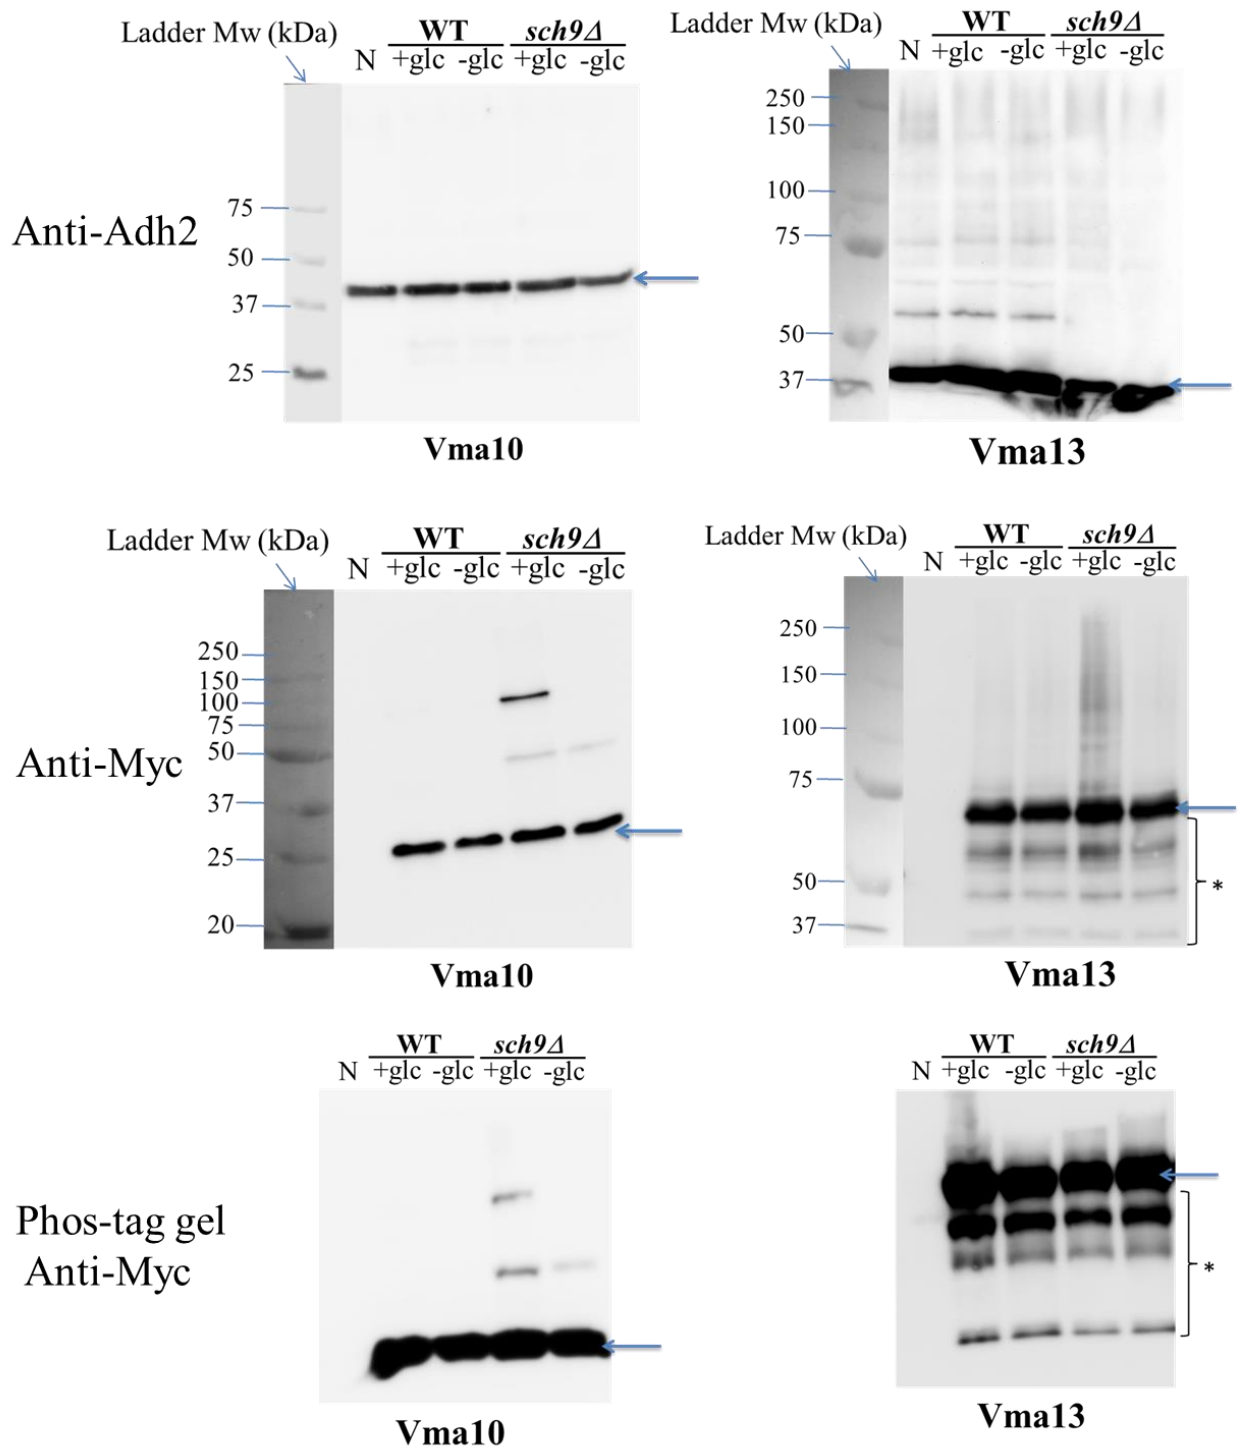 Ladder Mw (kDa)
WT sch9Δ
N +glc -glc +glc -glc
75
50
37
25
Anti-Adh2
Vma10
Ladder Mw (kDa)
WT sch9Δ
N +glc -glc +glc -glc
250
150
100
75
50
37
Vma13
Ladder Mw (kDa)
WT sch9Δ
N +glc -glc +glc -glc
250
150
100
75
50
37
25
20
Anti-Myc
Vma10
Ladder Mw (kDa)
WT sch9Δ
N +glc -glc +glc -glc
250
150
100
75
50
37
*
Vma13
WT sch9Δ
N +glc -glc +glc -glc
Phos-tag gel
Anti-Myc
Vma10
WT sch9Δ
N +glc -glc +glc -glc
*
Vma13